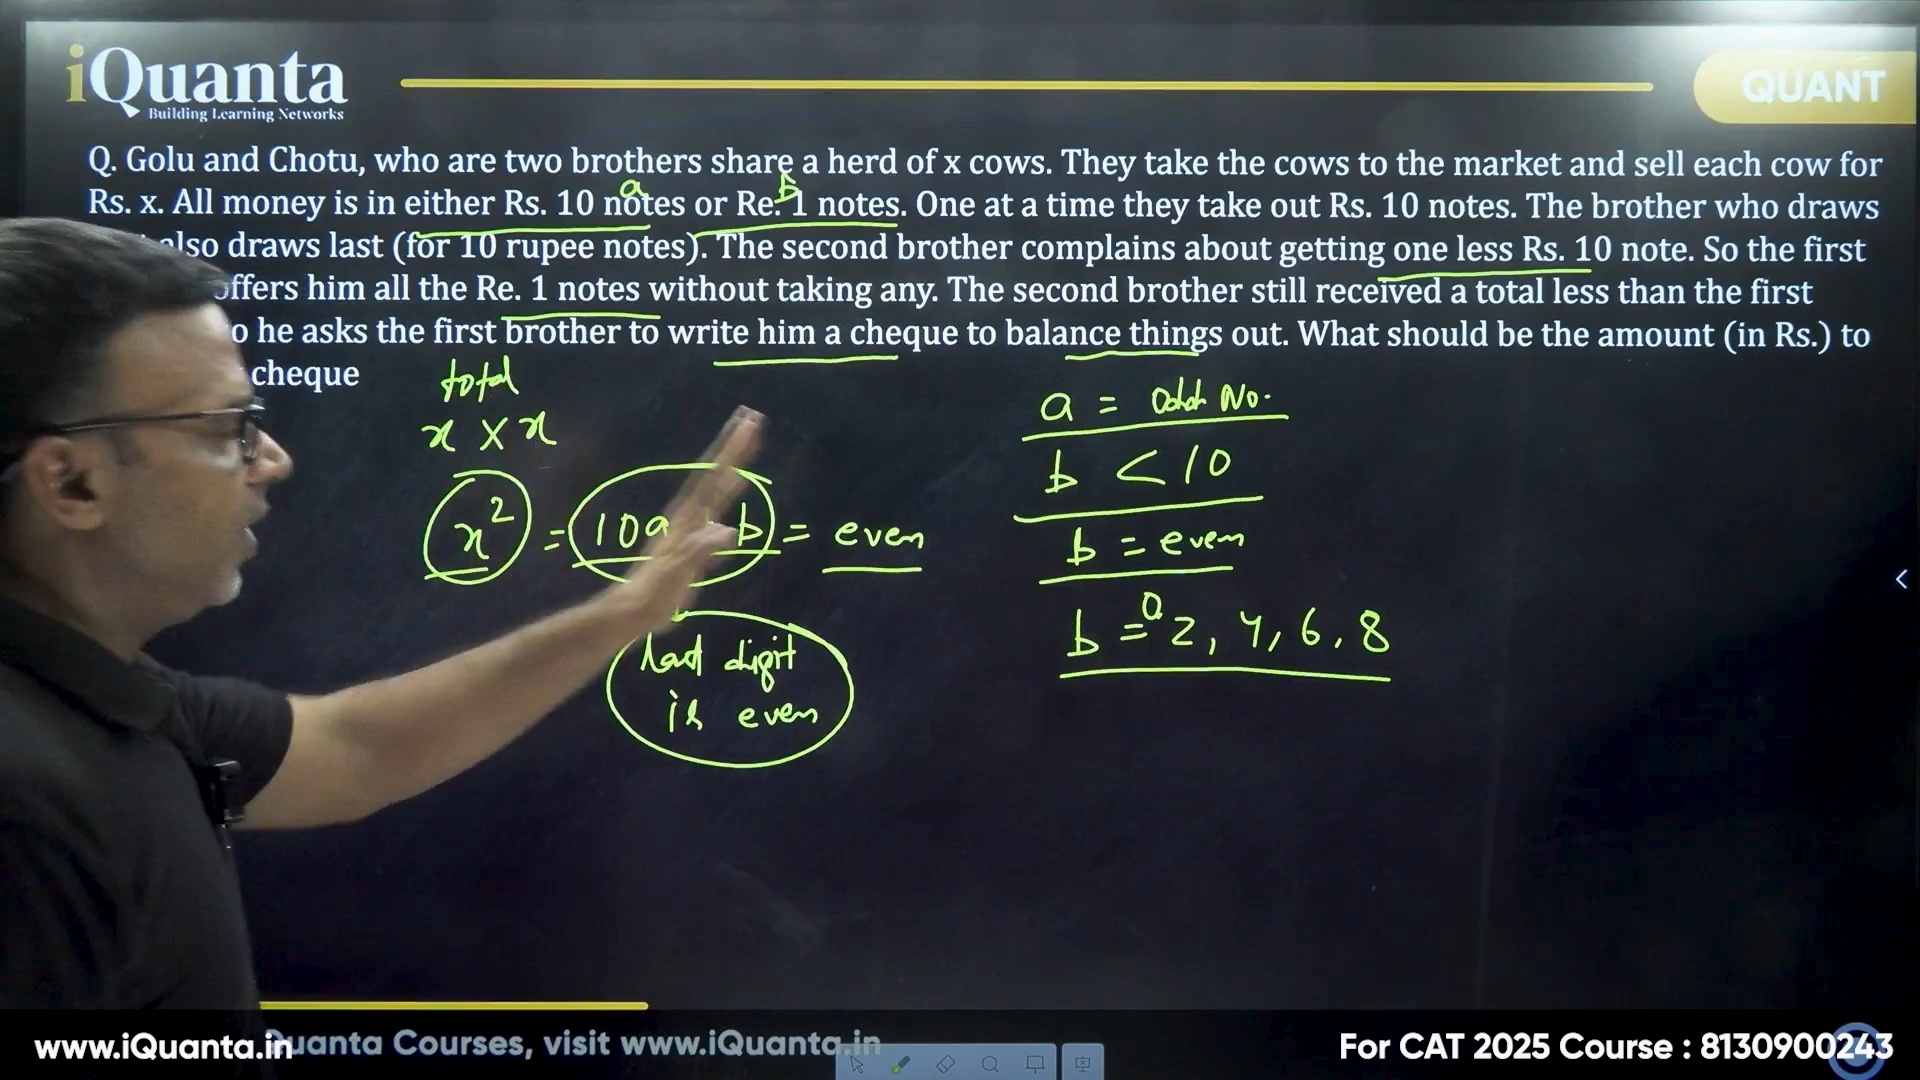 iQuanta
Building Learning Networks
QUANT
Q. Golu and Chotu, who are two brothers share a herd of x cows. They take the cows to the market and sell each cow for
a b
Rs. x. All money is in either Rs. 10 notes or Re. 1 notes. One at a time they take out Rs. 10 notes. The brother who draws
also draws last (for 10 rupee notes). The second brother complains about getting one less Rs. 10 note. So the first
offers him all the Re. 1 notes without taking any. The second brother still received a total less than the first
he asks the first brother to write him a cheque to balance things out. What should be the amount (in Rs.) to
cheque
total
x × x
x² = 10a b = even
last digit
is even
a = Odd No.
b < 10
b = even
b = 0 2, 4, 6, 8
www.iQuanta.in
Quanta Courses, visit www.iQuanta.in
For CAT 2025 Course : 8130900243